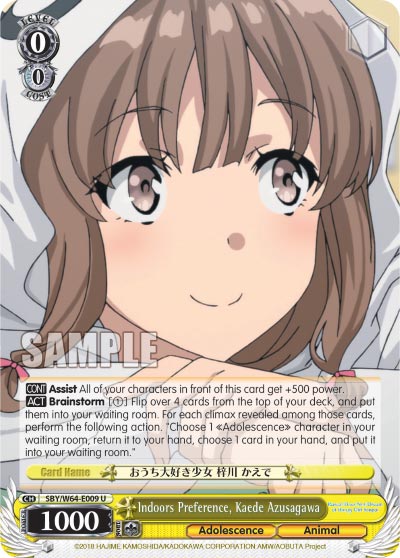 LEVEL
0
0
COST
SAMPLE
CONT Assist All of your characters in front of this card get +500 power.
ACT Brainstorm [①] Flip over 4 cards from the top of your deck, and put
them into your waiting room. For each climax revealed among those cards,
perform the following action. "Choose 1 «Adolescence» character in your
waiting room, return it to your hand, choose 1 card in your hand, and put
it into your waiting room."
Card Name おうち大好き少女 梓川 かえで
CH SBY/W64-E009 U
Indoors Preference, Kaede Azusagawa
1000
Adolescence Animal
©2018 HAJIME KAMOSHIDA/KADOKAWA CORPORATION AMW/AOBUTA Project